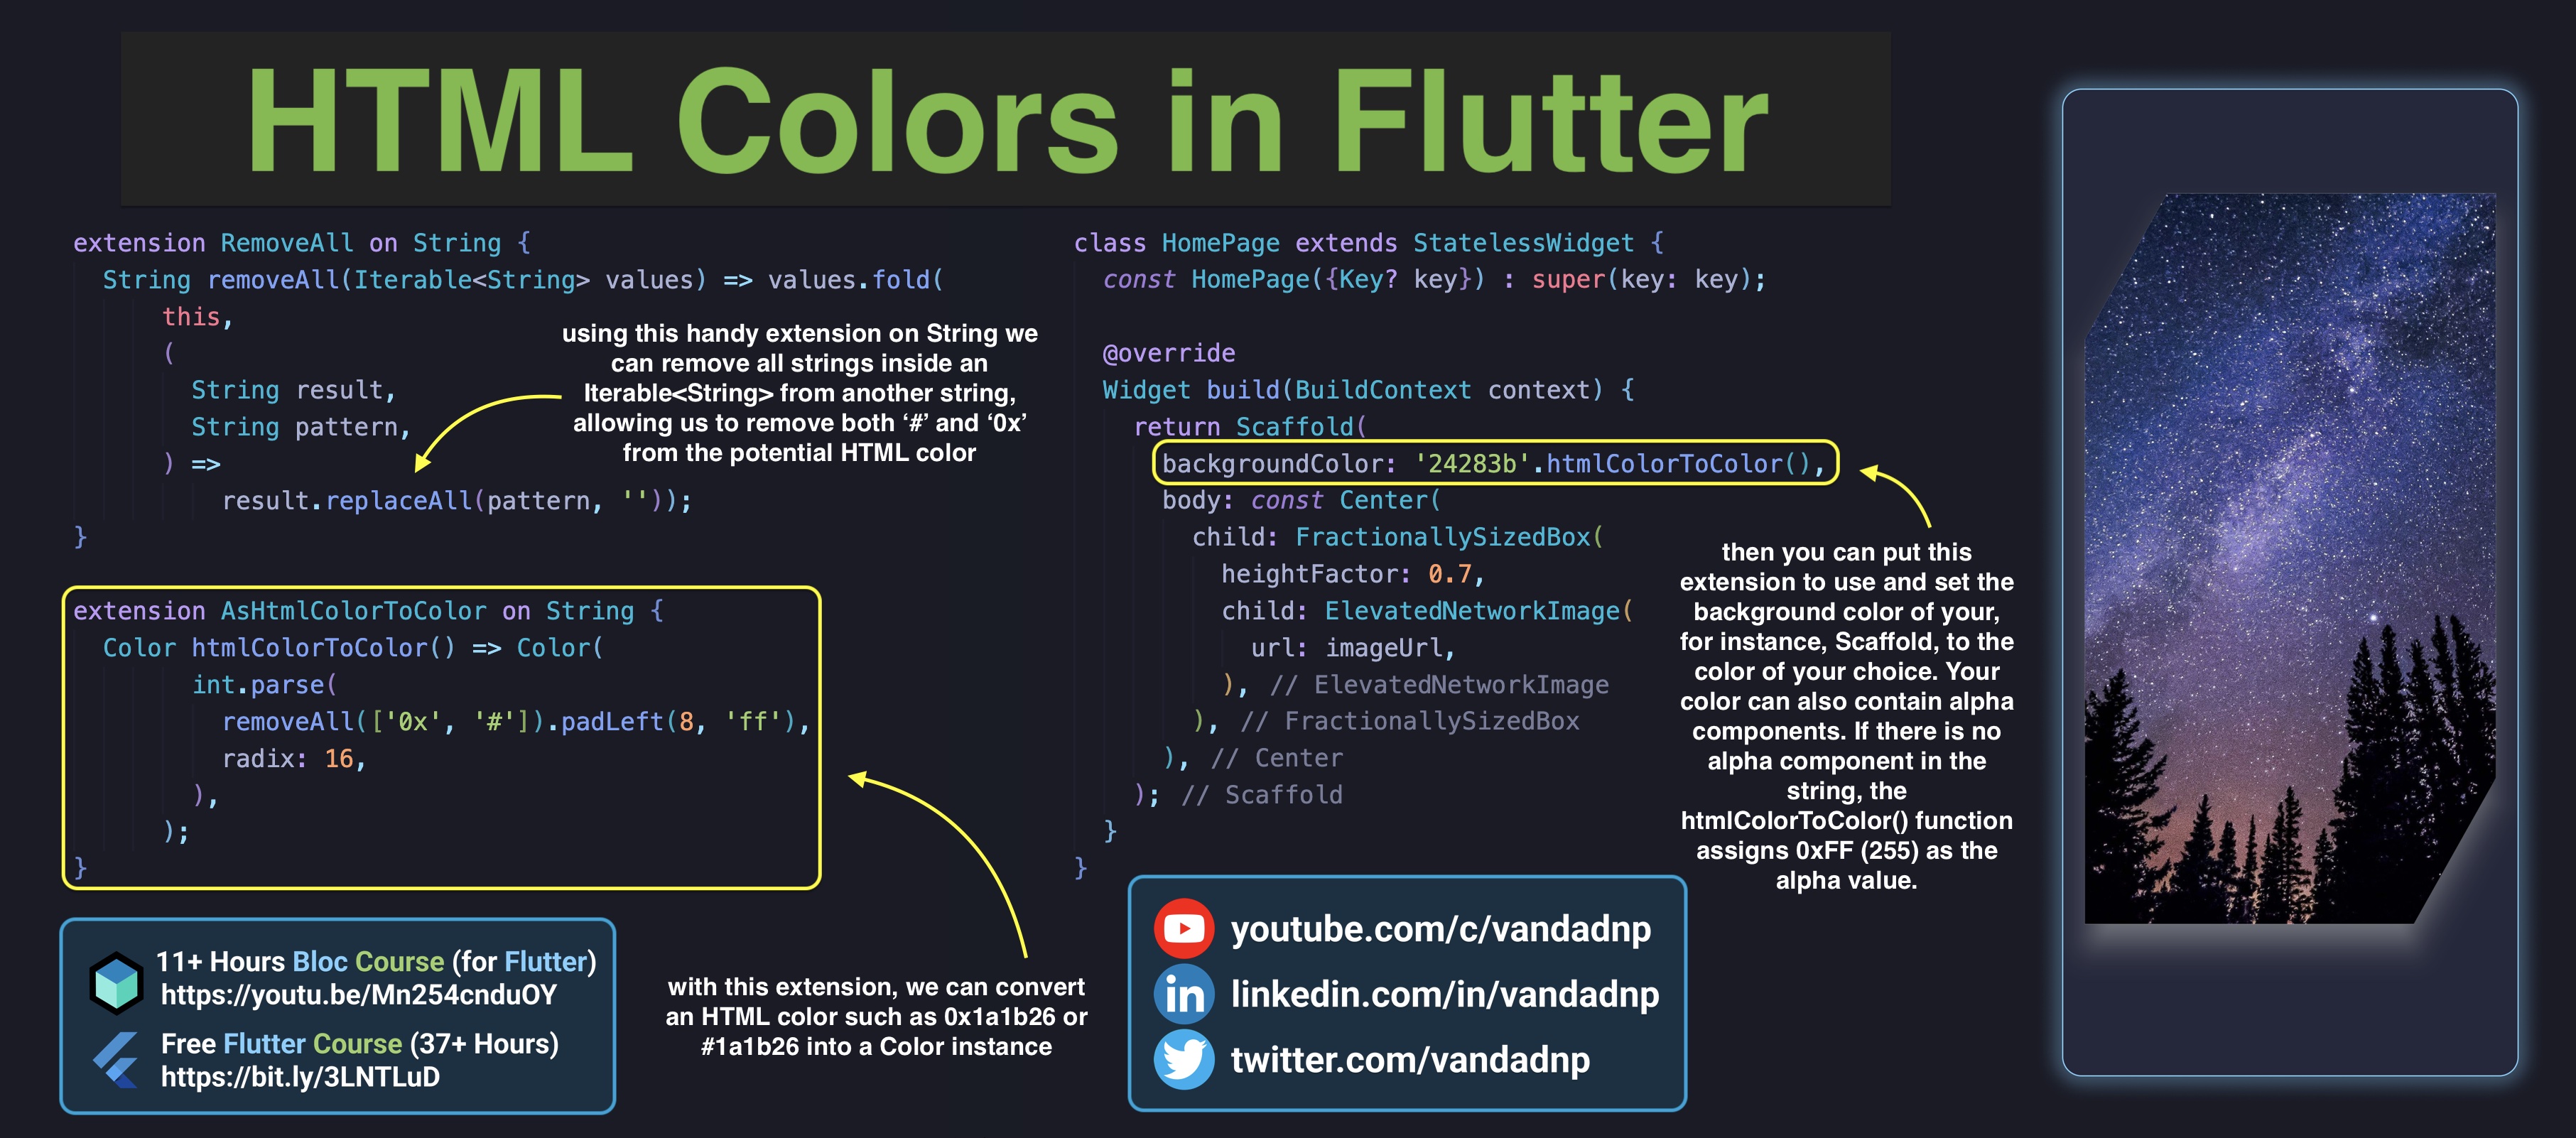 HTML Colors in Flutter
extension RemoveAll on String {
  String removeAll(Iterable<String> values) => values.fold(
      this,
      (
        String result,
        String pattern,
      ) =>
          result.replaceAll(pattern, ''));
}
using this handy extension on String we
can remove all strings inside an
Iterable<String> from another string,
allowing us to remove both ‘#’ and ‘0x’
from the potential HTML color
extension AsHtmlColorToColor on String {
  Color htmlColorToColor() => Color(
        int.parse(
          removeAll(['0x', '#']).padLeft(8, 'ff'),
          radix: 16,
        ),
      );
}
with this extension, we can convert
an HTML color such as 0x1a1b26 or
#1a1b26 into a Color instance
11+ Hours Bloc Course (for Flutter)
https://youtu.be/Mn254cnduOY
Free Flutter Course (37+ Hours)
https://bit.ly/3LNTLuD
class HomePage extends StatelessWidget {
  const HomePage({Key? key}) : super(key: key);
  @override
  Widget build(BuildContext context) {
    return Scaffold(
      backgroundColor: '24283b'.htmlColorToColor(),
      body: const Center(
        child: FractionallySizedBox(
          heightFactor: 0.7,
          child: ElevatedNetworkImage(
            url: imageUrl,
          ), // ElevatedNetworkImage
        ), // FractionallySizedBox
      ), // Center
    ); // Scaffold
  }
}
then you can put this
extension to use and set the
background color of your,
for instance, Scaffold, to the
color of your choice. Your
color can also contain alpha
components. If there is no
alpha component in the
string, the
htmlColorToColor() function
assigns 0xFF (255) as the
alpha value.
youtube.com/c/vandadnp
in
linkedin.com/in/vandadnp
twitter.com/vandadnp